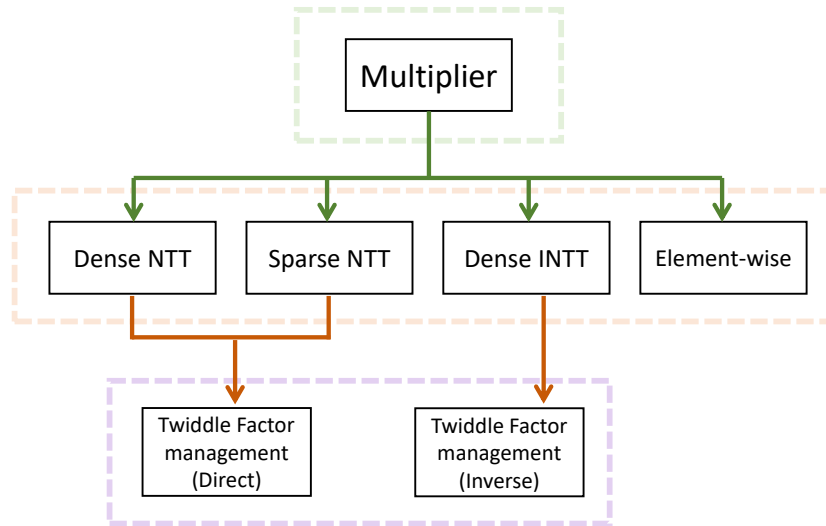 Multiplier
Dense NTT
Sparse NTT
Dense INTT
Element-wise
Twiddle Factor
management
(Direct)
Twiddle Factor
management
(Inverse)